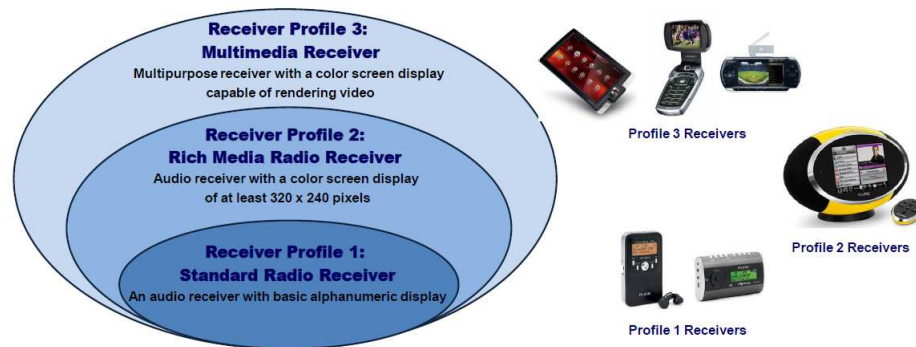 Receiver Profile 3:
Multimedia Receiver
Multipurpose receiver with a color screen display
capable of rendering video
Receiver Profile 2:
Rich Media Radio Receiver
Audio receiver with a color screen display
of at least 320 x 240 pixels
Receiver Profile 1:
Standard Radio Receiver
An audio receiver with basic alphanumeric display
Profile 3 Receivers
Profile 2 Receivers
Profile 1 Receivers